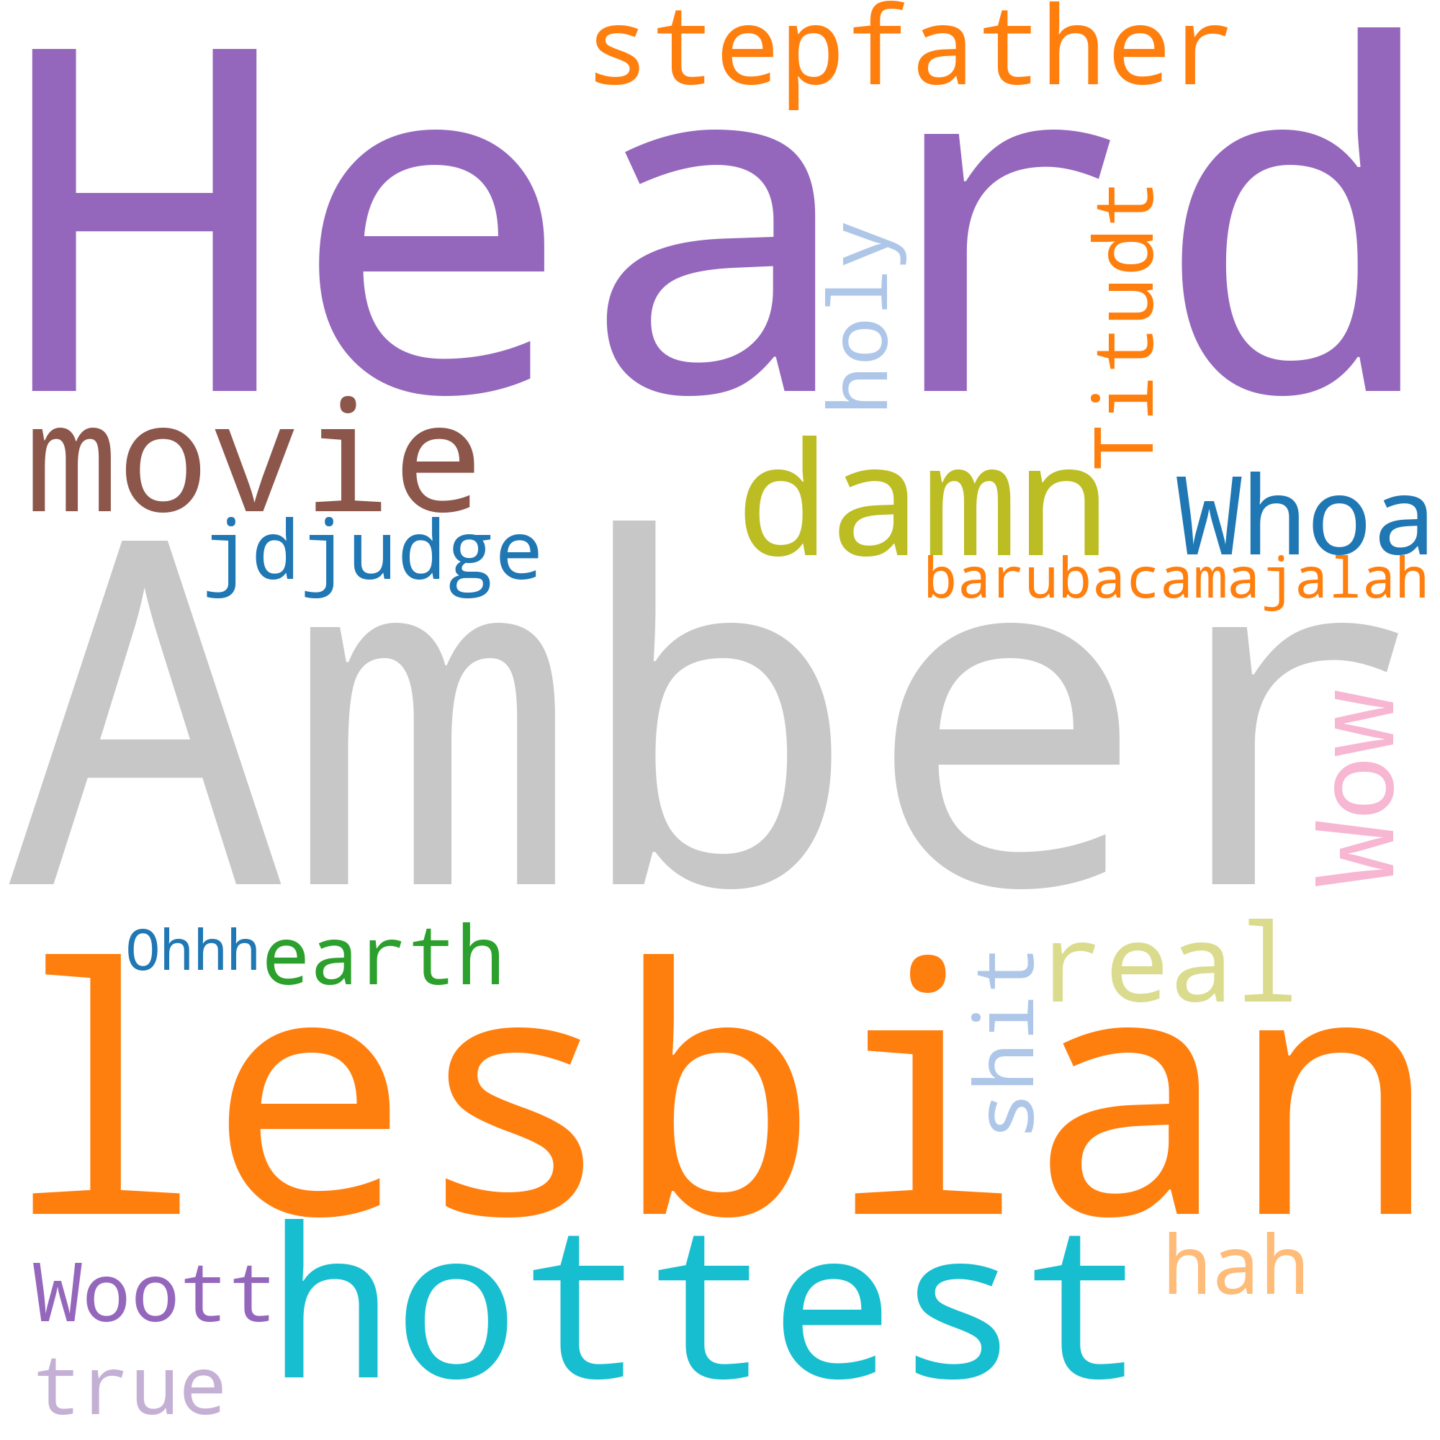 stepfather
Heard
holy
Titudt
movie
damn
Whoa
jdjudge
barubacamajalah
Amber
Wow
Ohhh
earth
real
shit
lesbian
Woott
hottest
hah
true